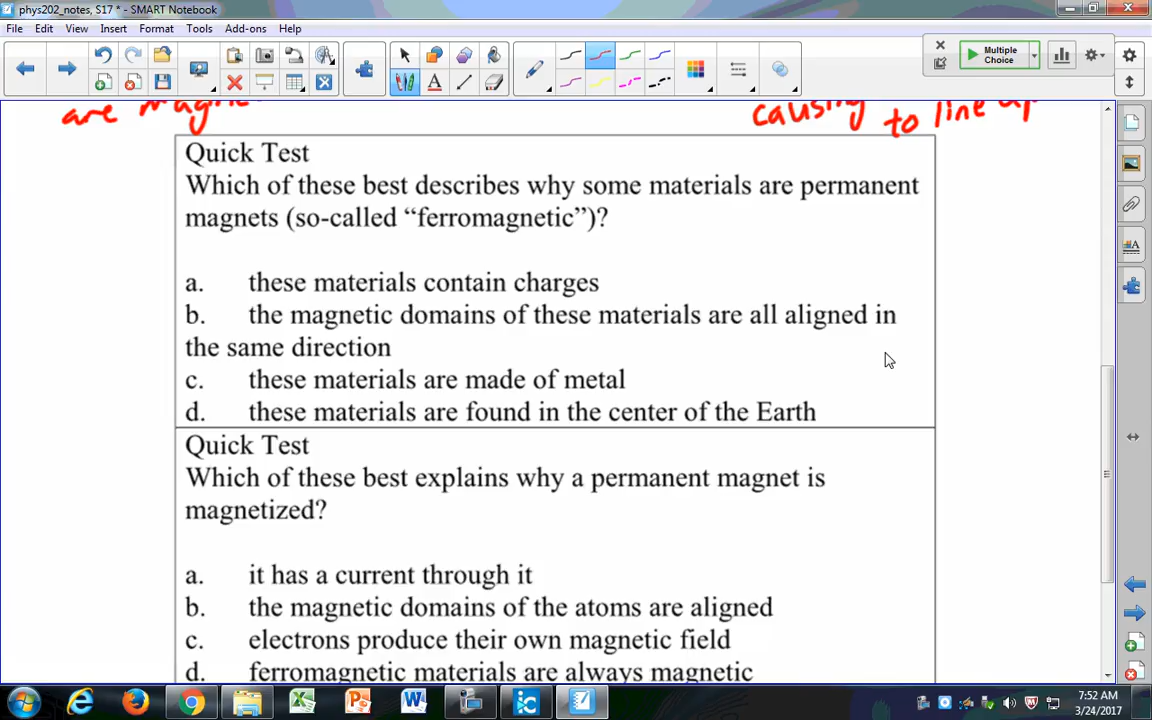 phys202_notes, S17 * - SMART Notebook
File Edit View Insert Format Tools Add-ons Help
Multiple
Choice
are
causing to line up
Quick Test
Which of these best describes why some materials are permanent
magnets (so-called “ferromagnetic”)?
a. these materials contain charges
b. the magnetic domains of these materials are all aligned in
the same direction
c. these materials are made of metal
d. these materials are found in the center of the Earth
Quick Test
Which of these best explains why a permanent magnet is
magnetized?
a. it has a current through it
b. the magnetic domains of the atoms are aligned
c. electrons produce their own magnetic field
d. ferromagnetic materials are always magnetic
7:52 AM
3/24/2017